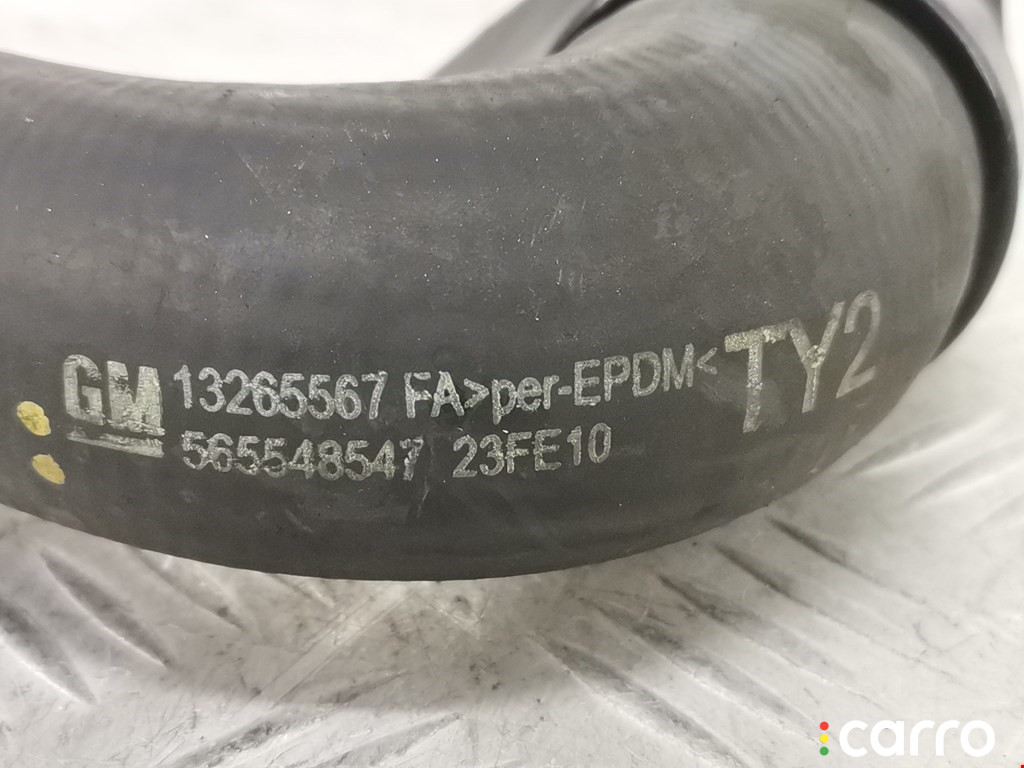 GM 13265567 FA>per-EPDM< TY2
565548547 23FE10
carro